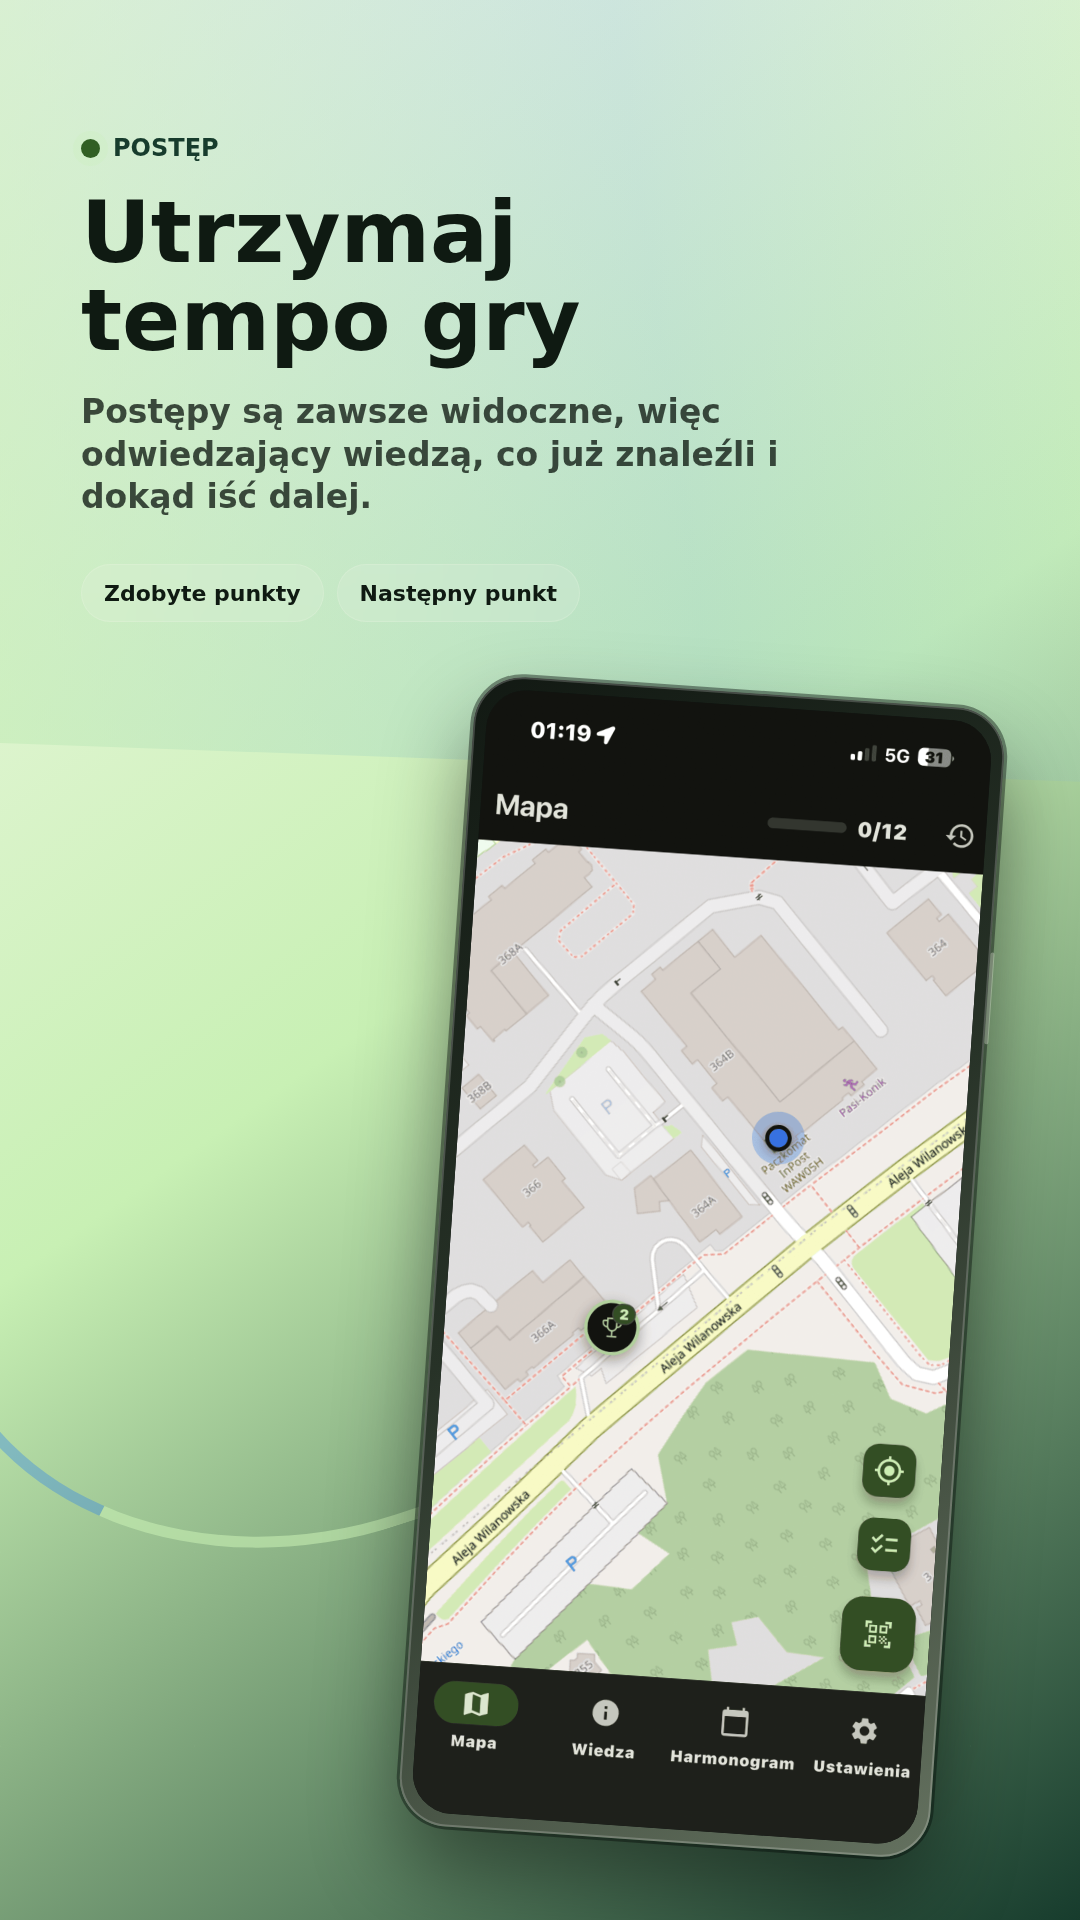 POSTĘP
Utrzymaj
tempo gry
Postępy są zawsze widoczne, więc
odwiedzający wiedzą, co już znaleźli i
dokąd iść dalej.
Zdobyte punkty
Następny punkt
01:19
5G
31
Mapa
0/12
368A
364
364B
368B
P
Pasi-Konik
Paczkomat
InPost
WAW05H
P
Aleja Wilanowska
366
364A
2
366A
Aleja Wilanowska
P
Aleja Wilanowska
P
kiego
355
Mapa
Wiedza
Harmonogram
Ustawienia